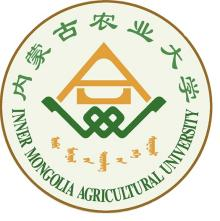 内蒙古农业大学
INNER MONGOLIA AGRICULTURAL UNIVERSITY